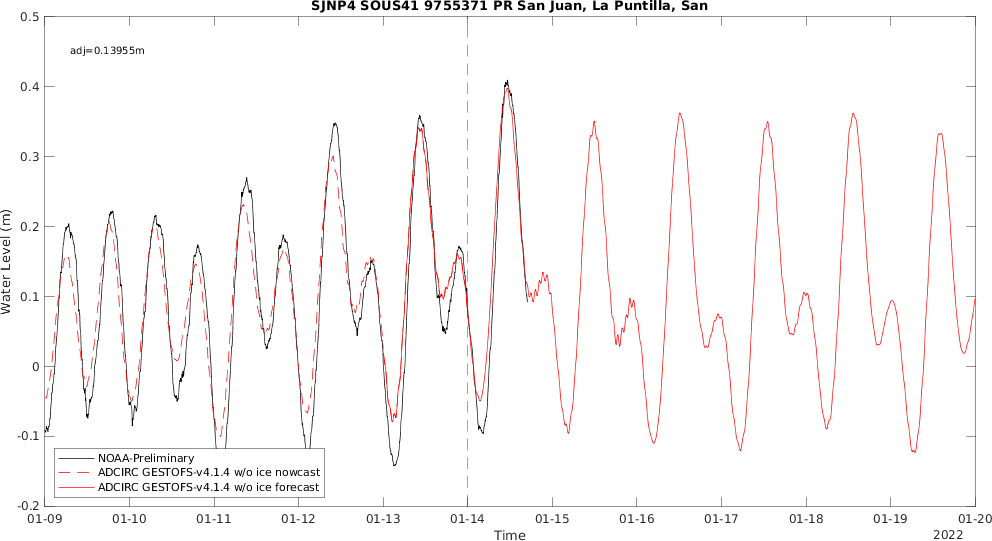 SJNP4 SOUS41 9755371 PR San Juan, La Puntilla, San
adj=0.13955m
Water Level (m)
0.5
0.4
0.3
0.2
0.1
0
-0.1
-0.2
NOAA-Preliminary
ADCIRC GESTOFS-v4.1.4 w/o ice nowcast
ADCIRC GESTOFS-v4.1.4 w/o ice forecast
01-09 01-10 01-11 01-12 01-13 01-14 01-15 01-16 01-17 01-18 01-19 01-20
Time
2022